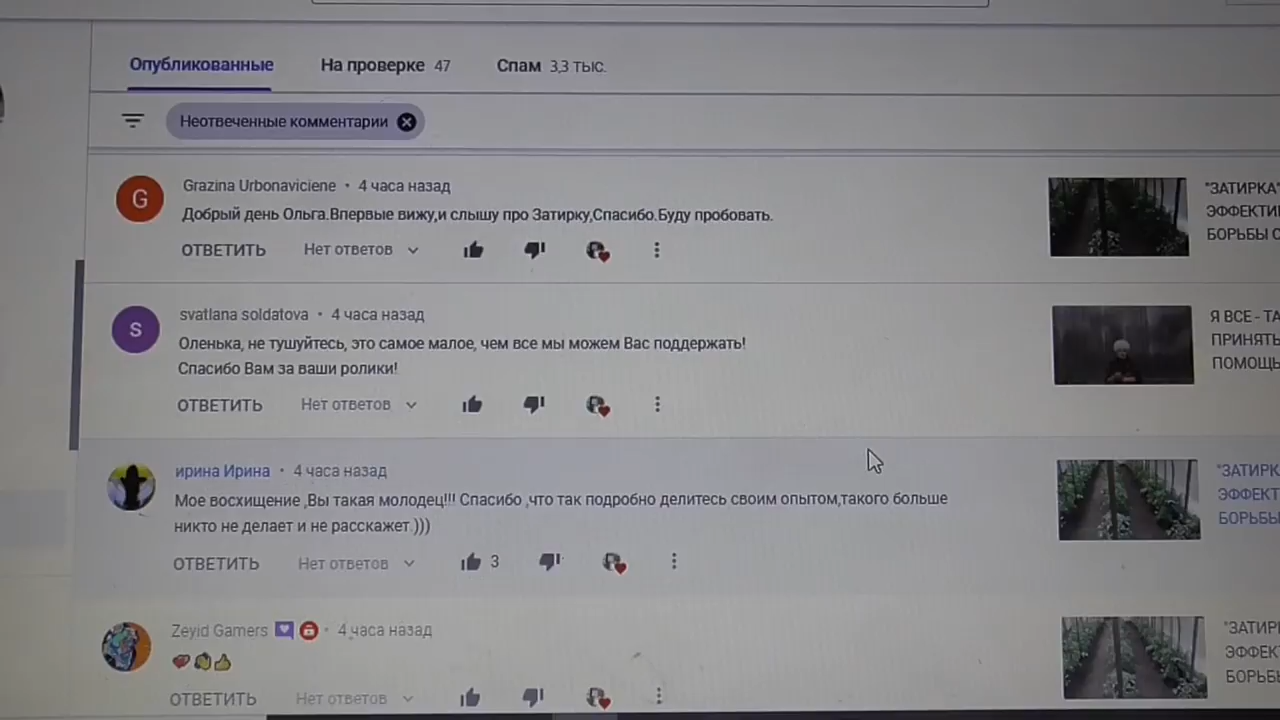 Опубликованные На проверке 47 Спам 3,3 тыс.
Неотвеченные комментарии
G Grazina Urbonaviciene • 4 часа назад
Добрый день Ольга.Впервые вижу,и слышу про Затирку,Спасибо.Буду пробовать.
ОТВЕТИТЬ Нет ответов
"ЗАТИРКА"
ЭФФЕКТИ
БОРЬБЫ С
S svatlana soldatova • 4 часа назад
Оленька, не тушуйтесь, это самое малое, чем все мы можем Вас поддержать!
Спасибо Вам за ваши ролики!
ОТВЕТИТЬ Нет ответов
Я ВСЕ - ТА
ПРИНЯТЬ
ПОМОЩЬ
ирина Ирина • 4 часа назад
Мое восхищение ,Вы такая молодец!!! Спасибо ,что так подробно делитесь своим опытом,такого больше
никто не делает и не расскажет.)))
ОТВЕТИТЬ Нет ответов 3
"ЗАТИРК
ЭФФЕКТ
БОРЬБЫ
Zeyid Gamers • 4 часа назад
ОТВЕТИТЬ Нет ответов
"ЗАТИР
ЭФФЕК
БОРЬБ